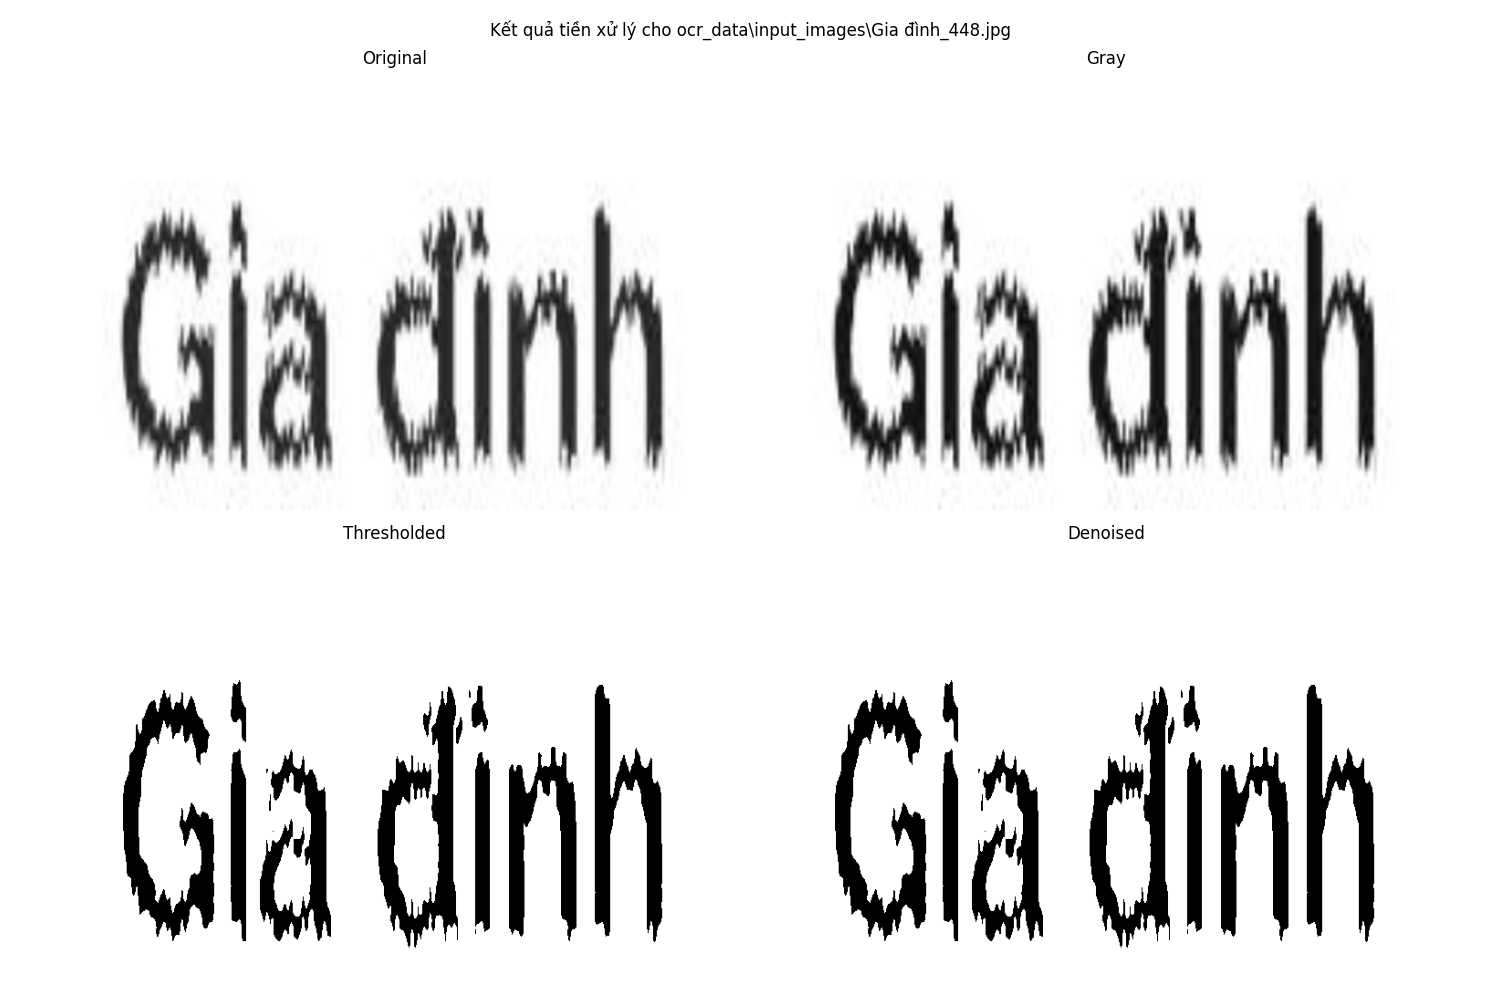 Kết quả tiền xử lý cho ocr_data\input_images\Gia đình_448.jpg
Original
Gray
Gia đình
Gia đình
Thresholded
Denoised
Gia đình
Gia đình